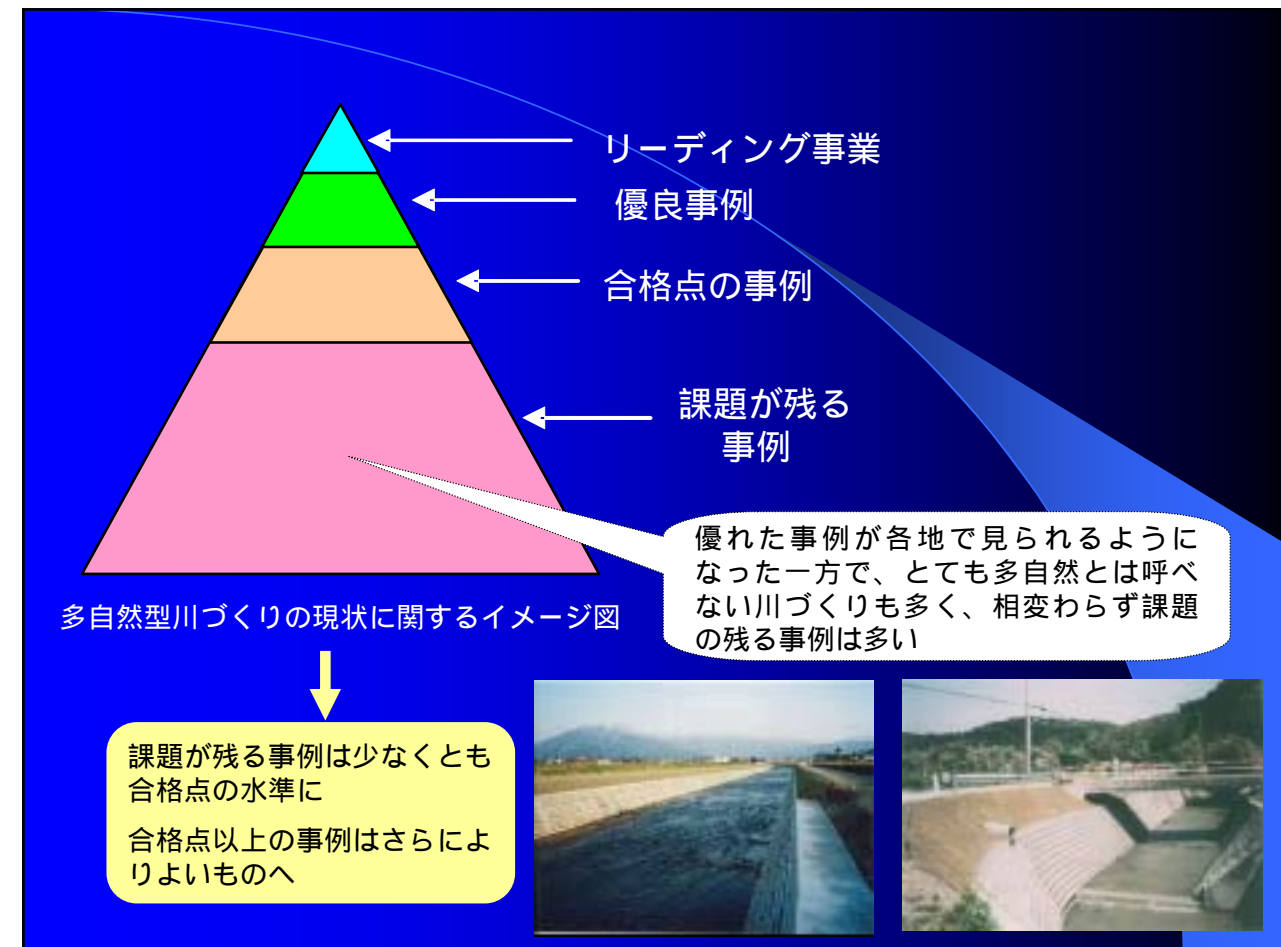 リーディング事業
優良事例
合格点の事例
課題が残る
事例
優れた事例が各地で見られるように
なった一方で、とても多自然とは呼べ
ない川づくりも多く、相変わらず課題
の残る事例は多い
多自然型川づくりの現状に関するイメージ図
課題が残る事例は少なくとも
合格点の水準に
合格点以上の事例はさらによ
りよいものへ